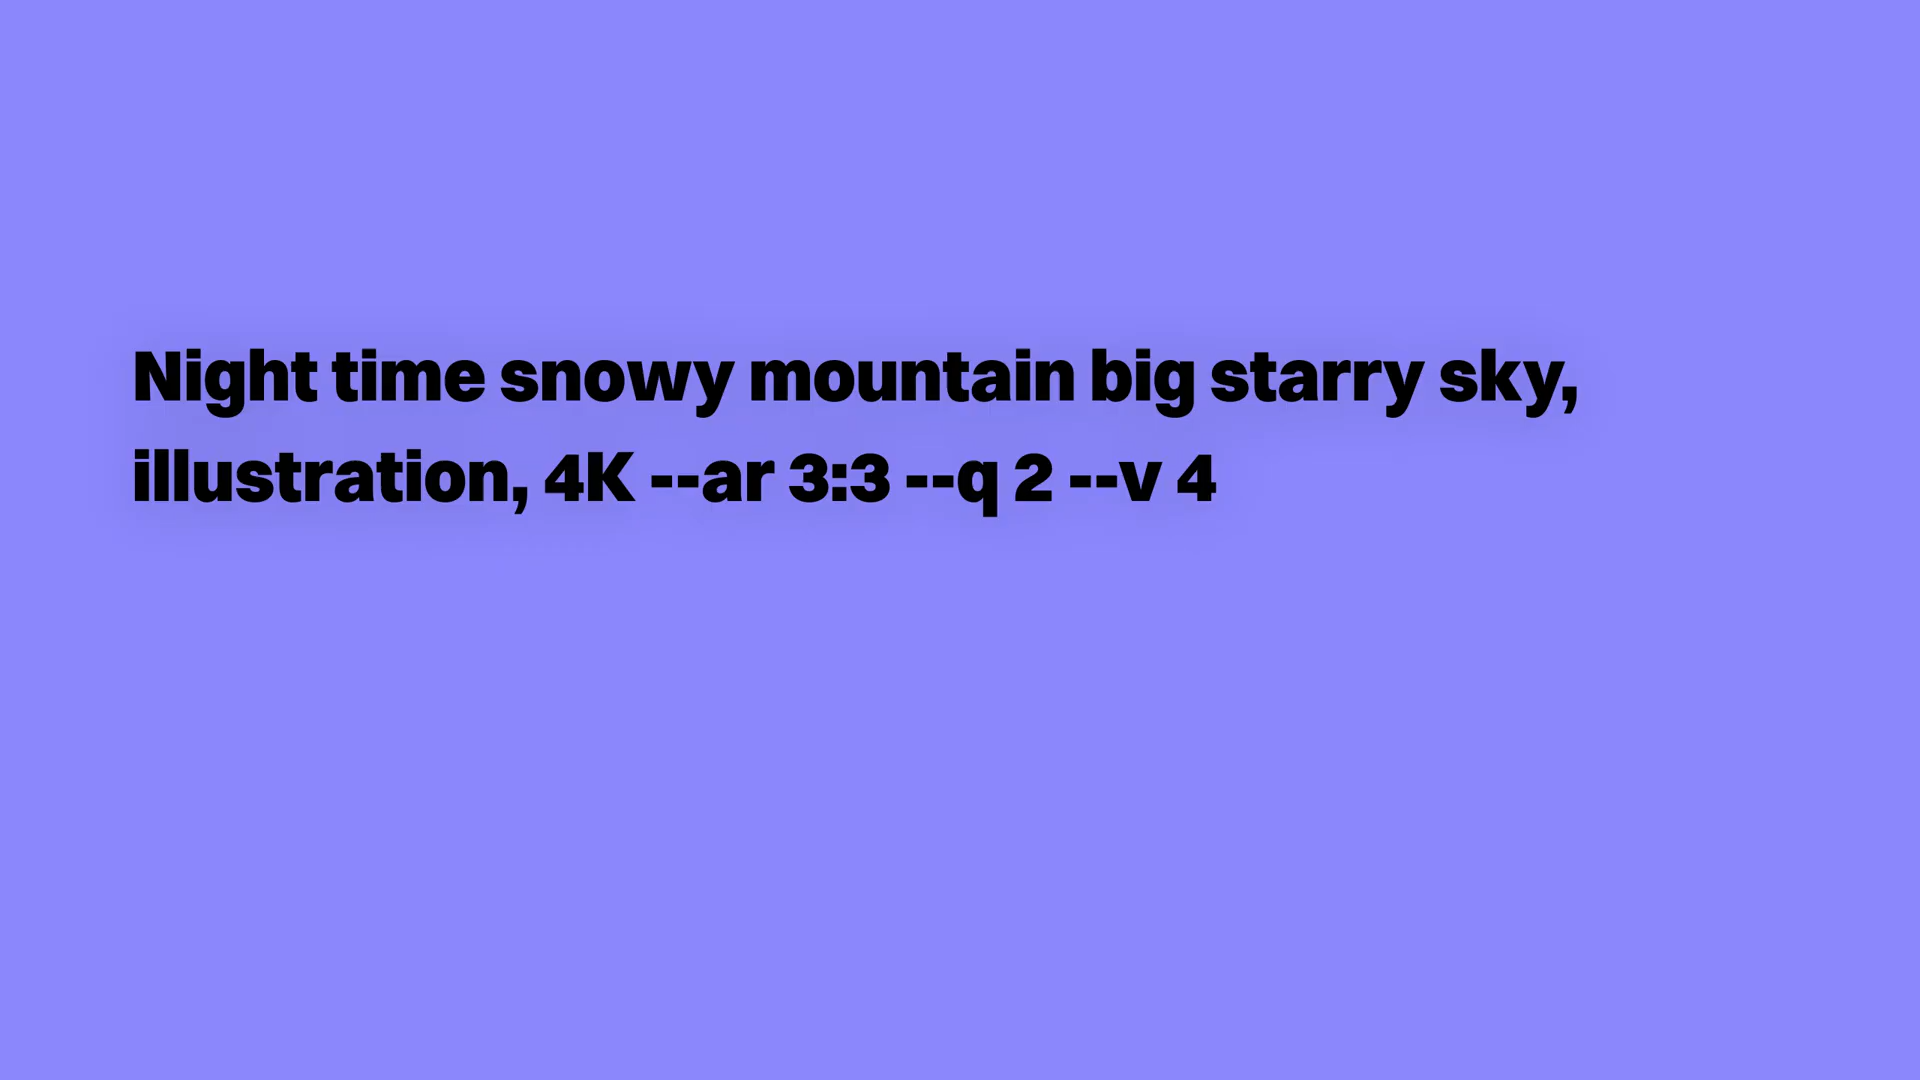 Night time snowy mountain big starry sky,
illustration, 4K --ar 3:3 --q 2 --v 4